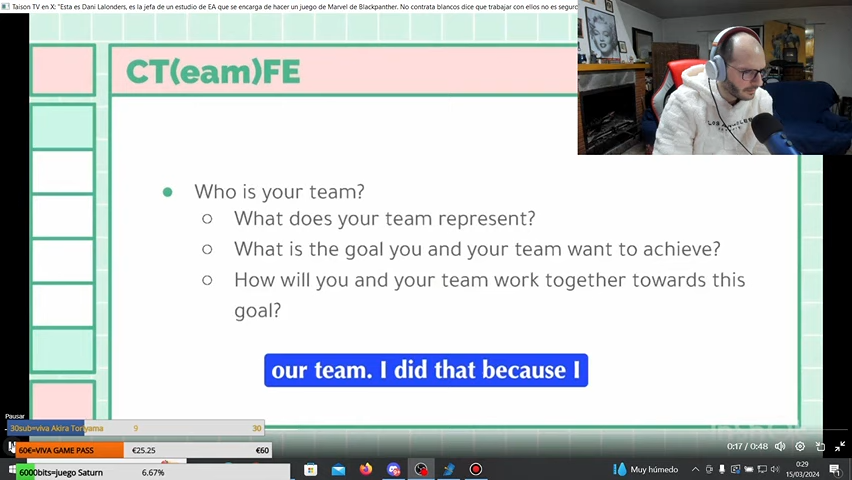 Taison TV en X: "Esta es Dani Lalonders, es la jefa de un estudio de EA que se encarga de hacer un juego de Marvel de Blackpanther. No contrata blancos dice que trabajar con ellos no es seguro
CT(eam)FE
Who is your team?
What does your team represent?
What is the goal you and your team want to achieve?
How will you and your team work together towards this
goal?
our team. I did that because I
Pausar
30sub=viva Akira Toriyama 9 30
60€=VIVA GAME PASS €25.25 €60
6000bits=juego Saturn 6.67%
0:17 / 0:48
Muy húmedo
0:29
15/03/2024